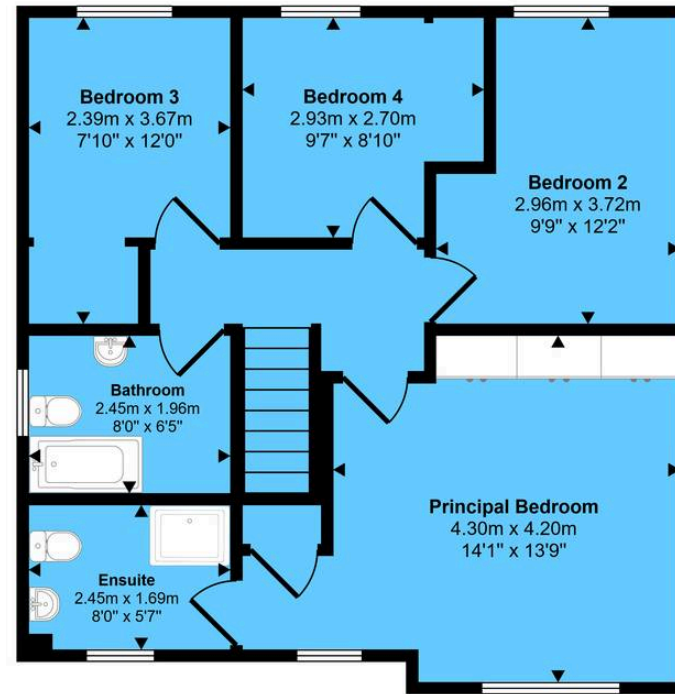 Bedroom 3
2.39m x 3.67m
7'10" x 12'0"
Bedroom 4
2.93m x 2.70m
9'7" x 8'10"
Bedroom 2
2.96m x 3.72m
9'9" x 12'2"
Bathroom
2.45m x 1.96m
8'0" x 6'5"
Principal Bedroom
4.30m x 4.20m
14'1" x 13'9"
Ensuite
2.45m x 1.69m
8'0" x 5'7"